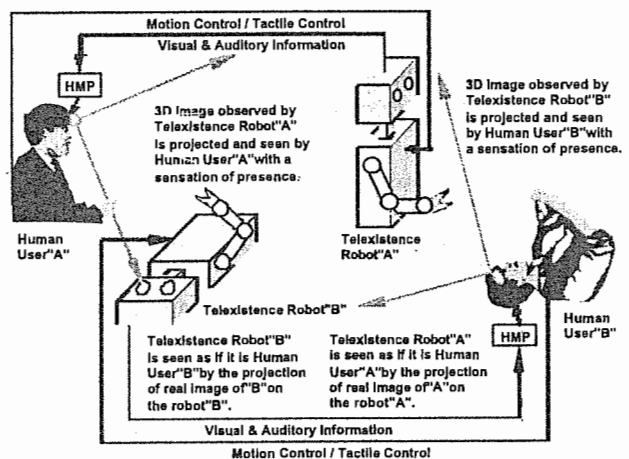 Motion Control / Tactile Control
Visual & Auditory Information
HMP
3D Image observed by
Telexistence Robot"A"
is projected and seen by
Human User"A"with a
sensation of presence.
3D Image observed by
Telexistence Robot"B"
is projected and seen
by Human User"B"with
a sensation of presence.
Human
User"A"
Telexistence
Robot"A"
Telexistence Robot"B"
Human
User"B"
HMP
Telexistence Robot"B"
is seen as if it is Human
User"B"by the projection
of real image of"B"on
the robot"B".
Telexistence Robot"A"
is seen as if it is Human
User"A"by the projection
of real image of"A"on
the robot"A".
Visual & Auditory Information
Motion Control / Tactile Control